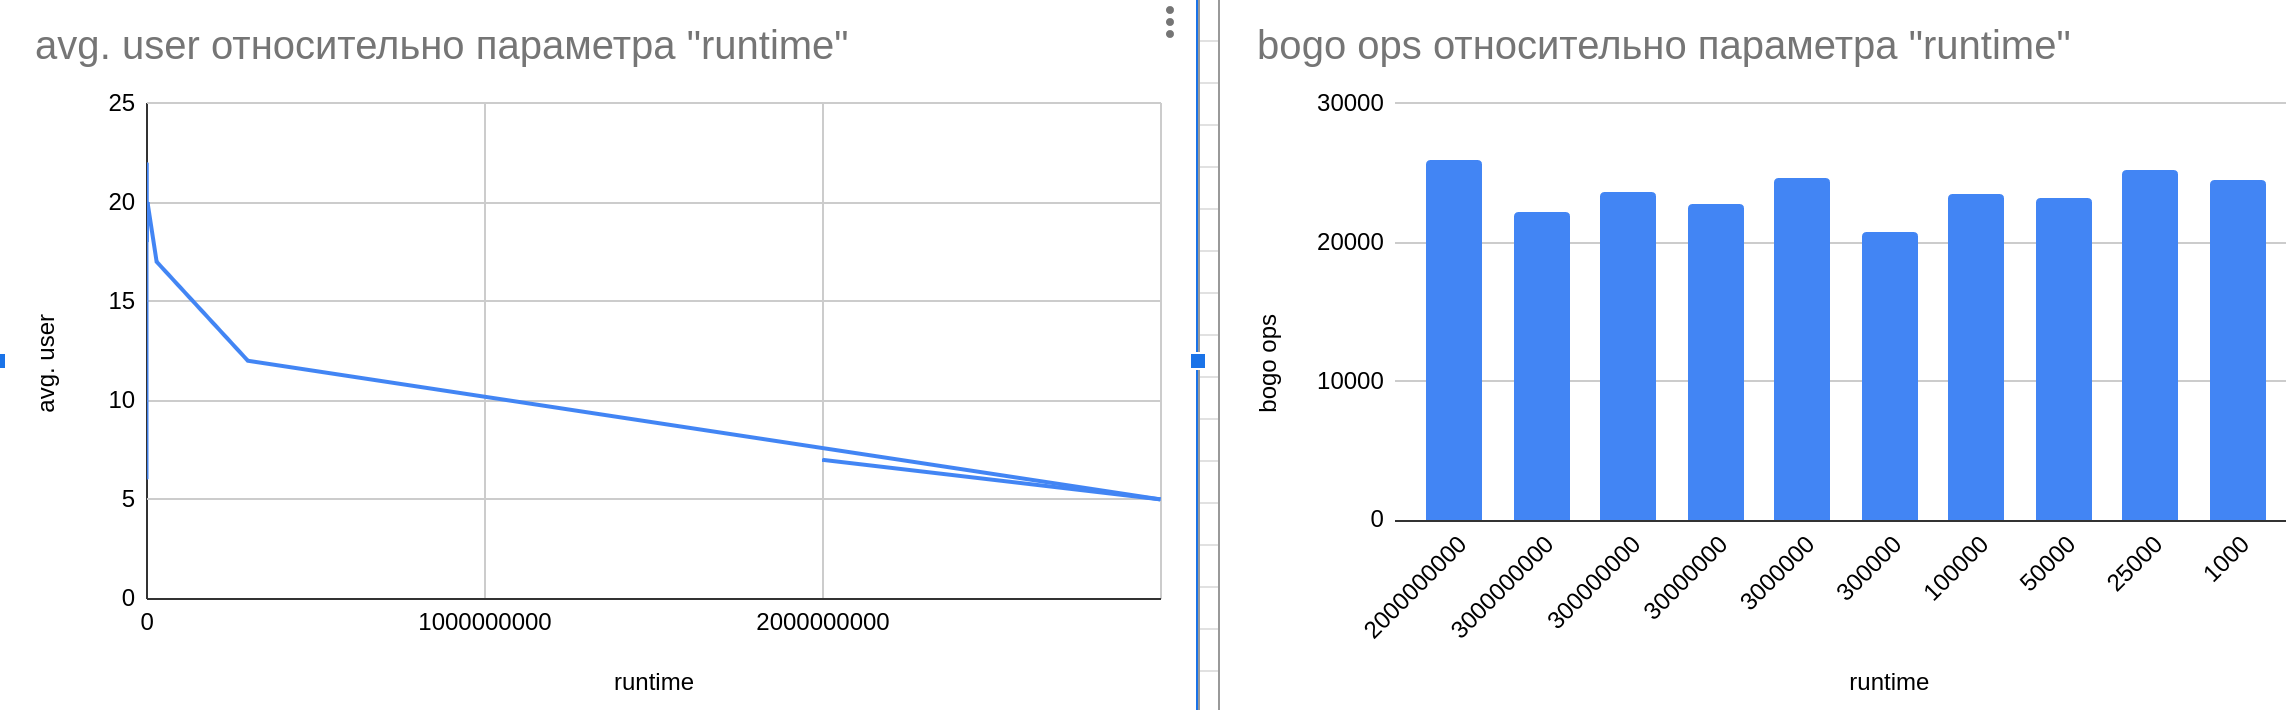 avg. user относительно параметра "runtime"
25
20
15
10
5
0
avg. user
0 1000000000 2000000000
runtime
bogo ops относительно параметра "runtime"
30000
20000
10000
0
bogo ops
2000000000 3000000000 300000000 30000000 3000000 300000 100000 50000 25000 1000
runtime